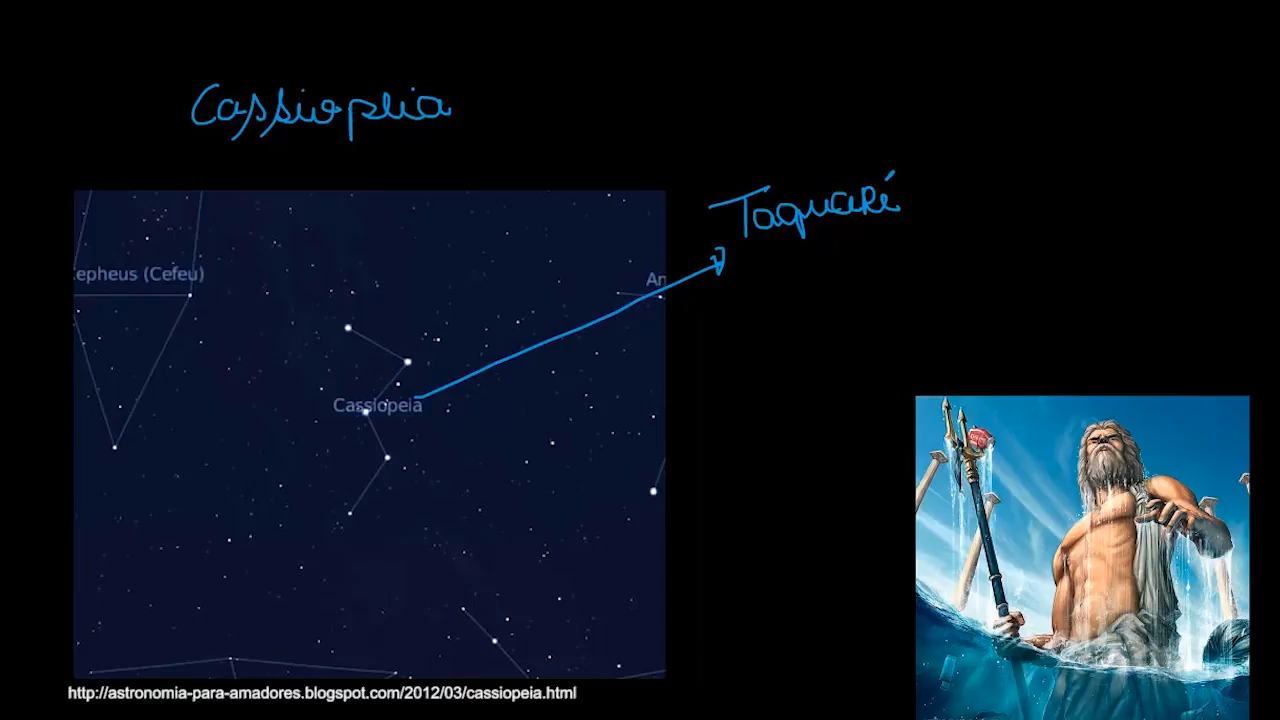 Cassiopeia
Taquaré
Cepheus (Cefeu)
An
Cassiopeia
http://astronomia-para-amadores.blogspot.com/2012/03/cassiopeia.html